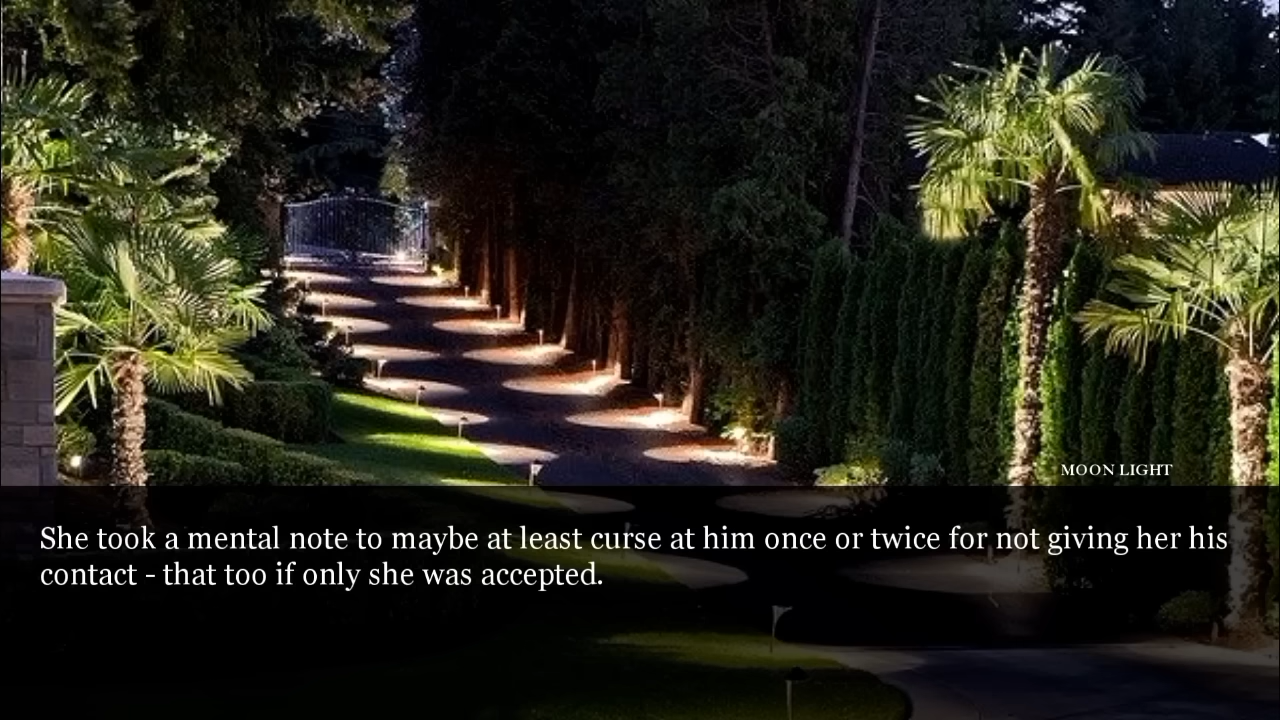 MOON LIGHT
She took a mental note to maybe at least curse at him once or twice for not giving her his
contact - that too if only she was accepted.